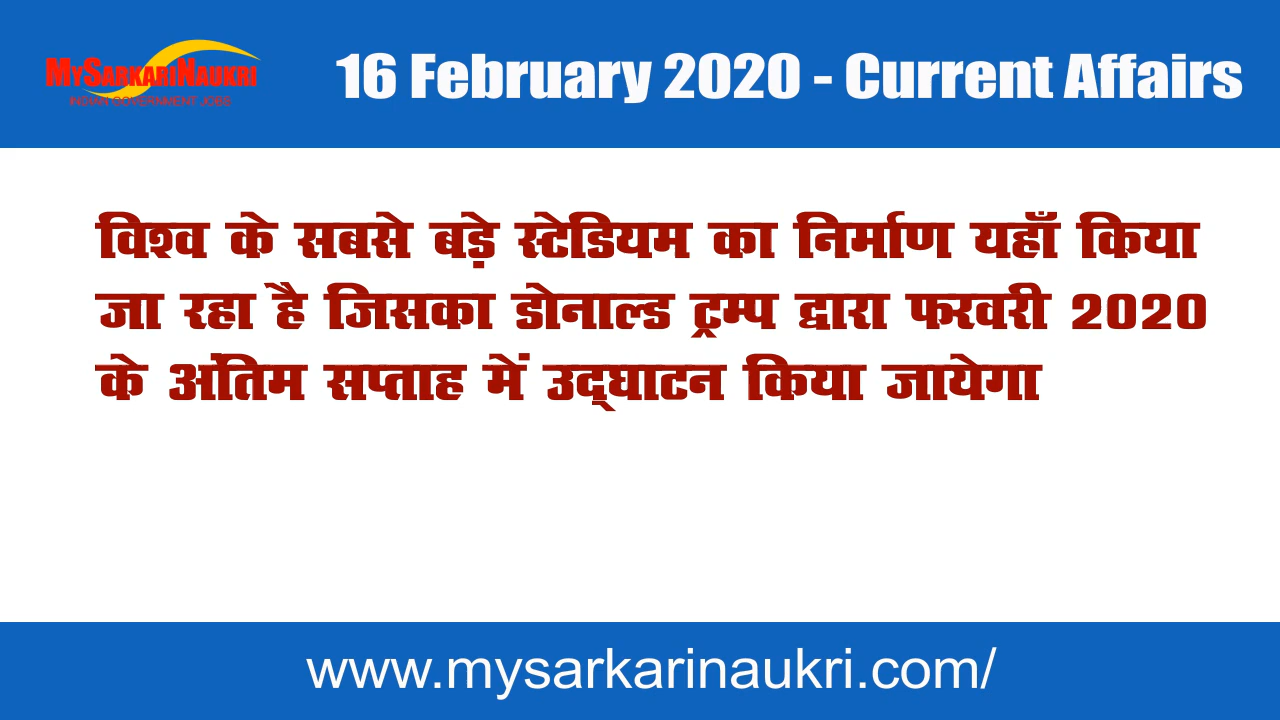 MYSARKARINAUKRI
INDIAN GOVERNMENT JOBS
16 February 2020 - Current Affairs
विश्व के सबसे बड़े स्टेडियम का निर्माण यहाँ किया
जा रहा है जिसका डोनाल्ड ट्रम्प द्वारा फरवरी 2020
के अंतिम सप्ताह में उद्घाटन किया जायेगा
www.mysarkarinaukri.com/